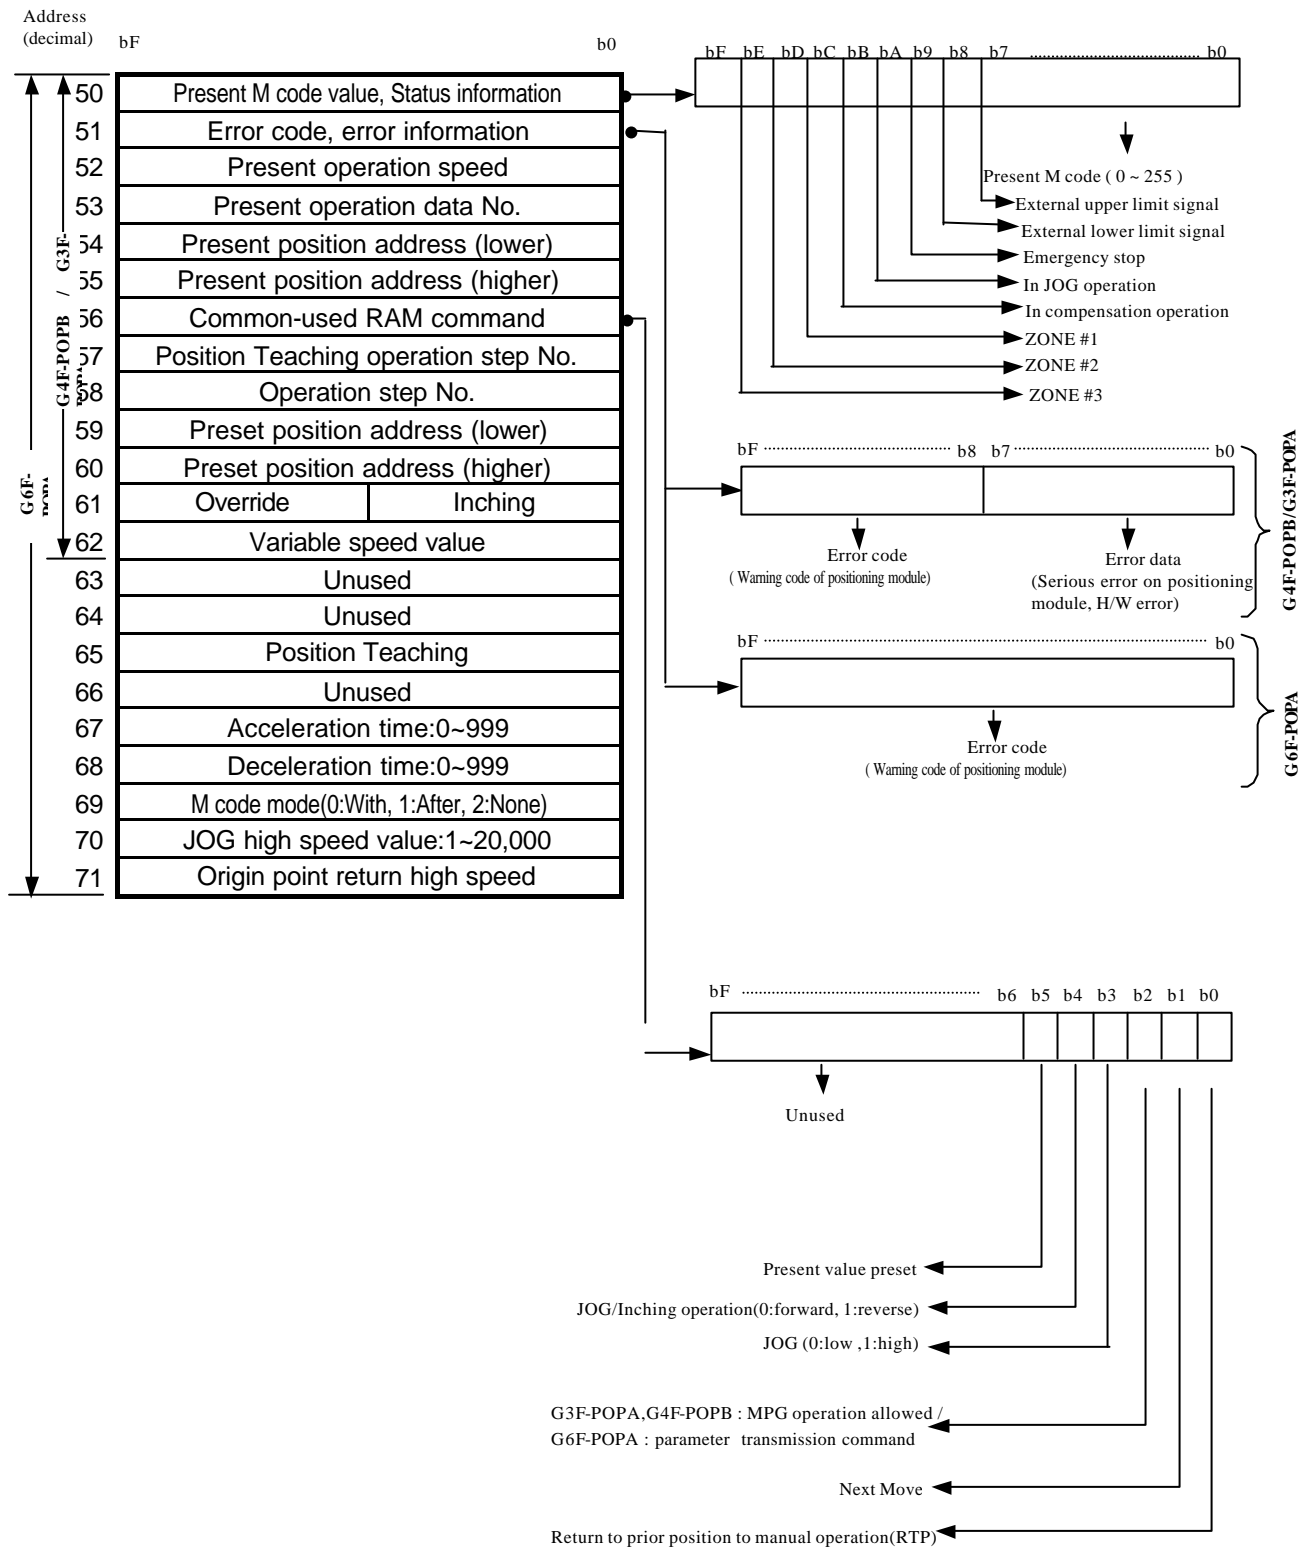 Address
(decimal)
bF b0
50 Present M code value, Status information
51 Error code, error information
52 Present operation speed
53 Present operation data No.
54 Present position address (lower)
55 Present position address (higher)
56 Common-used RAM command
57 Position Teaching operation step No.
58 Operation step No.
59 Preset position address (lower)
60 Preset position address (higher)
61 Override Inching
62 Variable speed value
63 Unused
64 Unused
65 Position Teaching
66 Unused
67 Acceleration time:0~999
68 Deceleration time:0~999
69 M code mode(0:With, 1:After, 2:None)
70 JOG high speed value:1~20,000
71 Origin point return high speed
G4F-POPB / G3F-
G6F-
POPA
bF bE bD bC bB bA b9 b8 b7 b0
Present M code ( 0 ~ 255 )
External upper limit signal
External lower limit signal
Emergency stop
In JOG operation
In compensation operation
ZONE #1
ZONE #2
ZONE #3
bF b8 b7 b0
Error code
( Warning code of positioning module)
Error data
(Serious error on positioning
module, H/W error)
G4F-POPB/G3F-POPA
bF b0
Error code
( Warning code of positioning module)
G6F-POPA
bF b6 b5 b4 b3 b2 b1 b0
Unused
Present value preset
JOG/Inching operation(0:forward, 1:reverse)
JOG (0:low ,1:high)
G3F-POPA,G4F-POPB : MPG operation allowed /
G6F-POPA : parameter transmission command
Next Move
Return to prior position to manual operation(RTP)